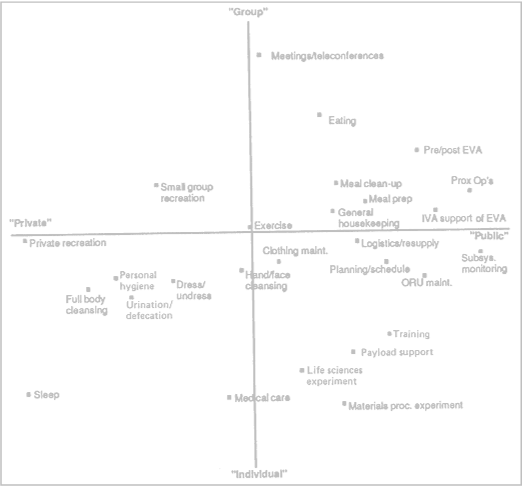 "Group"
Meetings/teleconferences
Eating
Pre/post EVA
Small group
recreation
Meal clean-up
Prox Op's
Meal prep
General
housekeeping
IVA support of EVA
"Private"
Exercise
"Public"
Private recreation
Logistics/resupply
Clothing maint.
Subsys.
monitoring
Planning/schedule
Personal
hygiene
Hand/face
cleansing
ORU maint.
Dress/
undress
Full body
cleansing
Urination/
defecation
Training
Payload support
Life sciences
experiment
Sleep
Medical care
Materials proc. experiment
"Individual"